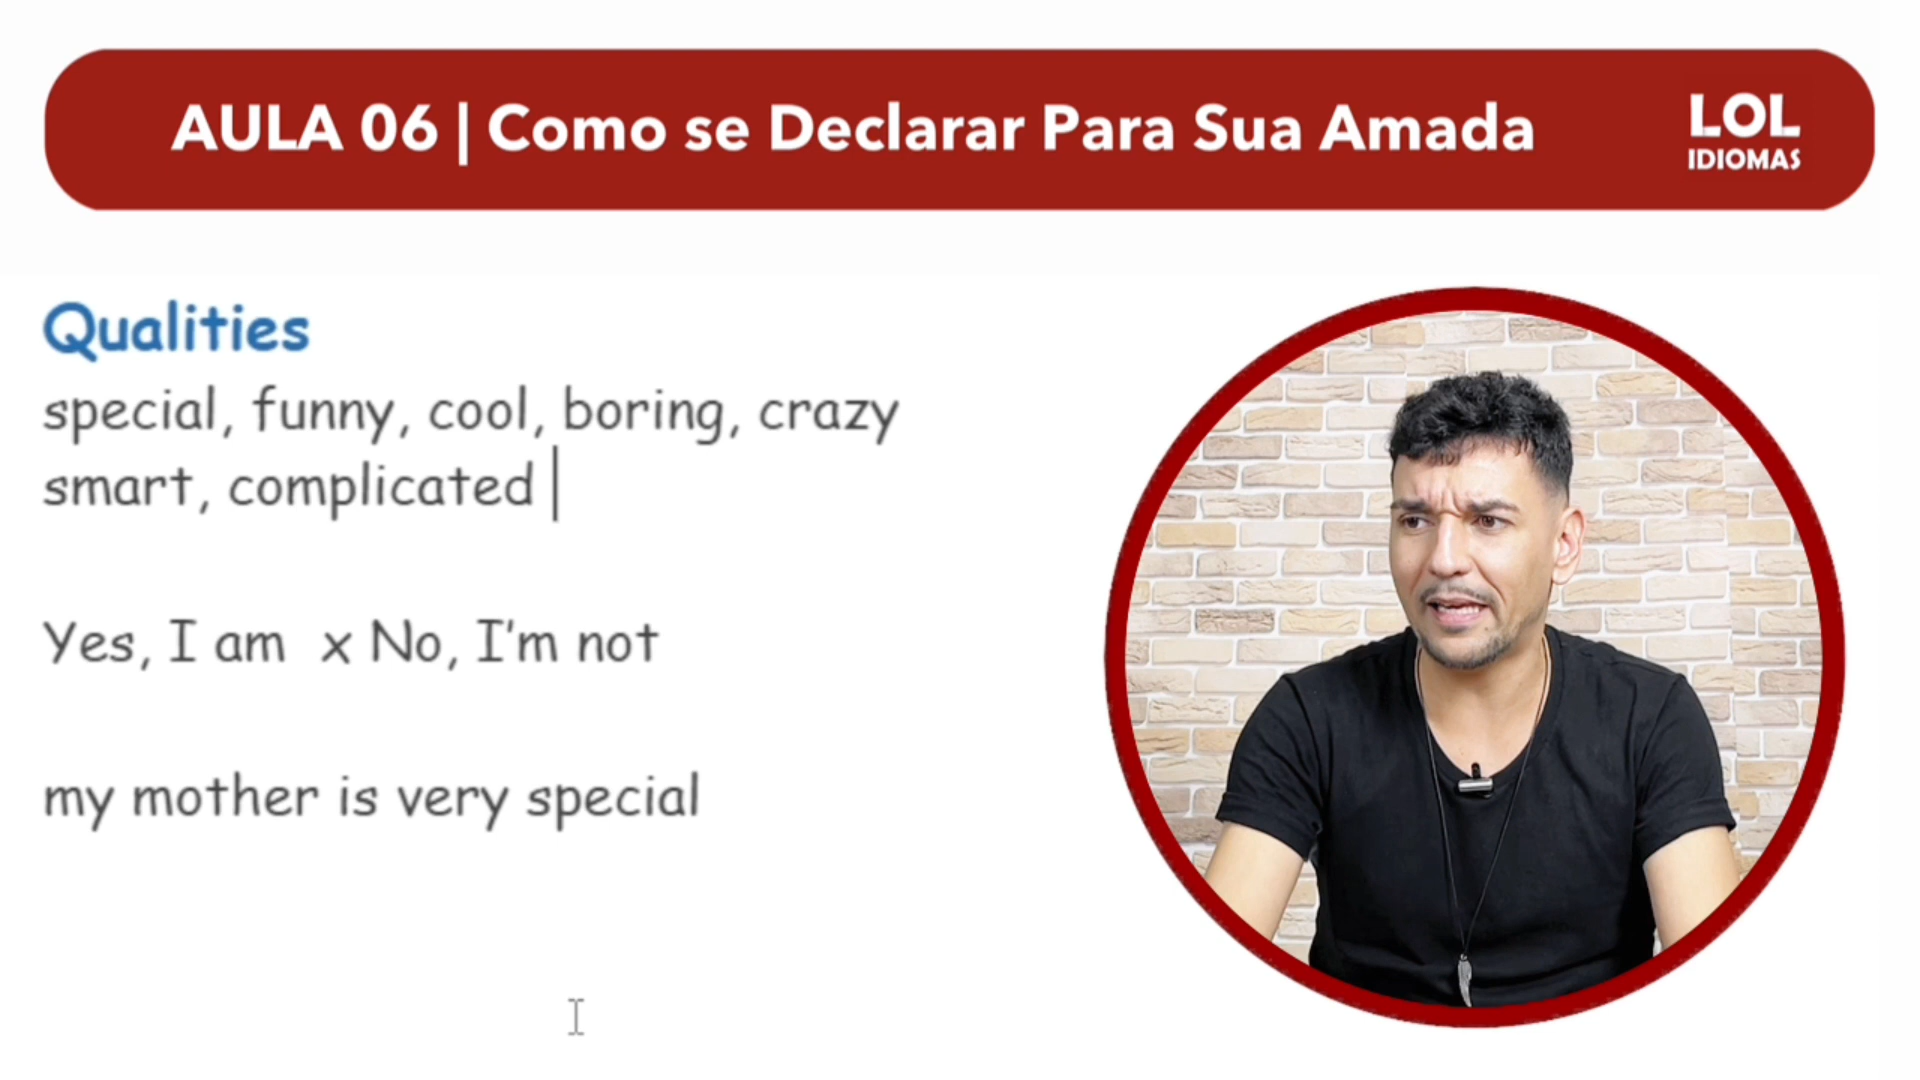 AULA 06 | Como se Declarar Para Sua Amada
LOL
IDIOMAS
Qualities
special, funny, cool, boring, crazy
smart, complicated
Yes, I am  x No, I'm not
my mother is very special